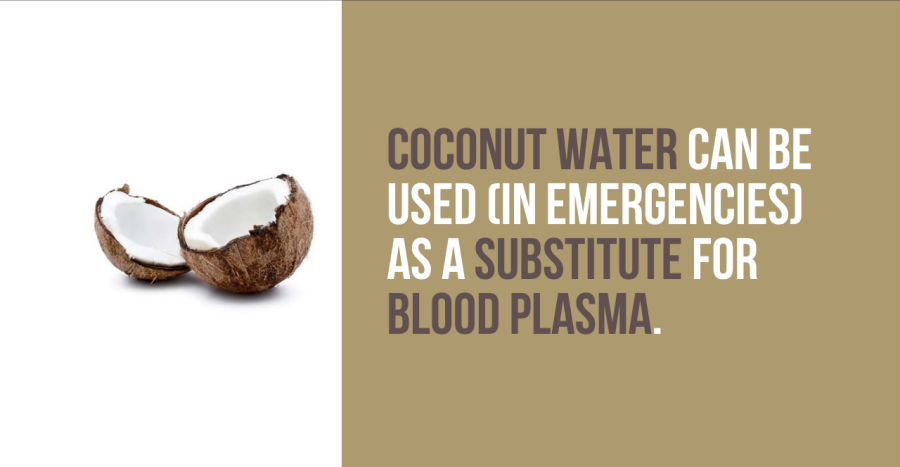 COCONUT WATER CAN BE
USED (IN EMERGENCIES)
AS A SUBSTITUTE FOR
BLOOD PLASMA.